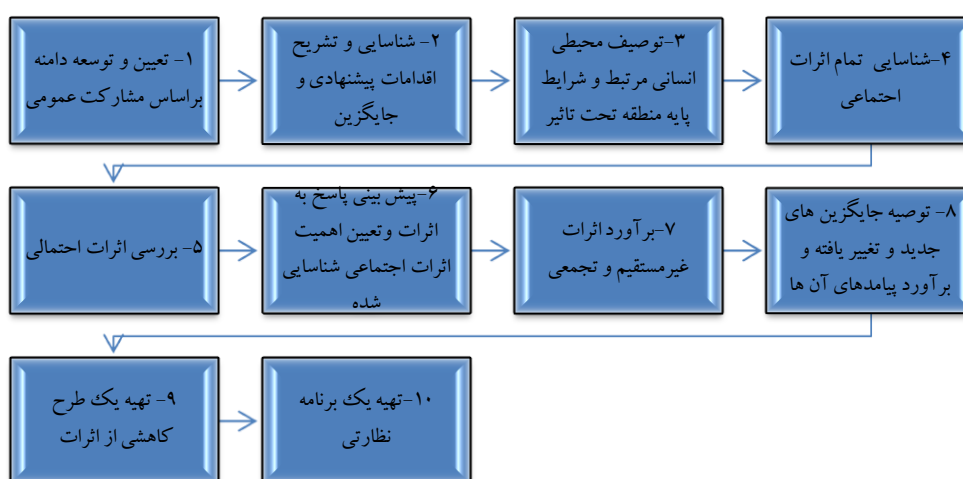 ۱- تعیین و توسعه دامنه
براساس مشارکت عمومی
۲- شناسایی و تشریح
اقدامات پیشنهادی و
جایگزین
۳-توصیف محیطی
انسانی مرتبط و شرایط
پایه منطقه تحت تاثیر
۴-شناسایی تمام اثرات
احتماعی
۵- بررسی اثرات احتمالی
۶-پیش بینی پاسخ به
اثرات وتعیین اهمیت
اثرات اجتماعی شناسایی
شده
۷-برآورد اثرات
غیرمستقیم و تجمعی
۸- توصیه جایگزین های
جدید و تغییر یافته و
برآورد پیامدهای آن ها
۹- تهیه یک طرح
کاهشی از اثرات
۱۰-تهیه یک برنامه
نظارتی